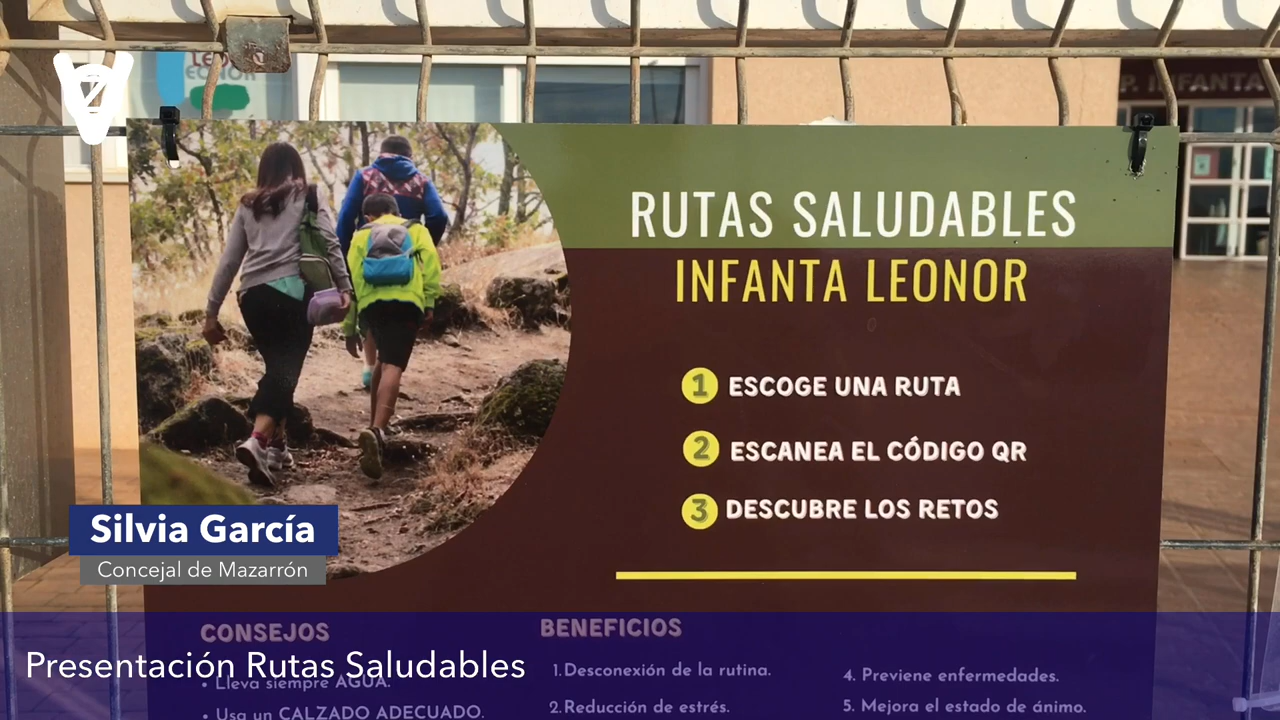 LEONOR
P. INFANTA
RUTAS SALUDABLES
INFANTA LEONOR
1 ESCOGE UNA RUTA
2 ESCANEA EL CÓDIGO QR
3 DESCUBRE LOS RETOS
Silvia García
Concejal de Mazarrón
CONSEJOS
• Lleva siempre AGUA.
• Usa un CALZADO ADECUADO.
BENEFICIOS
1. Desconexión de la rutina.
2. Reducción de estrés.
4. Previene enfermedades.
5. Mejora el estado de ánimo.
Presentación Rutas Saludables